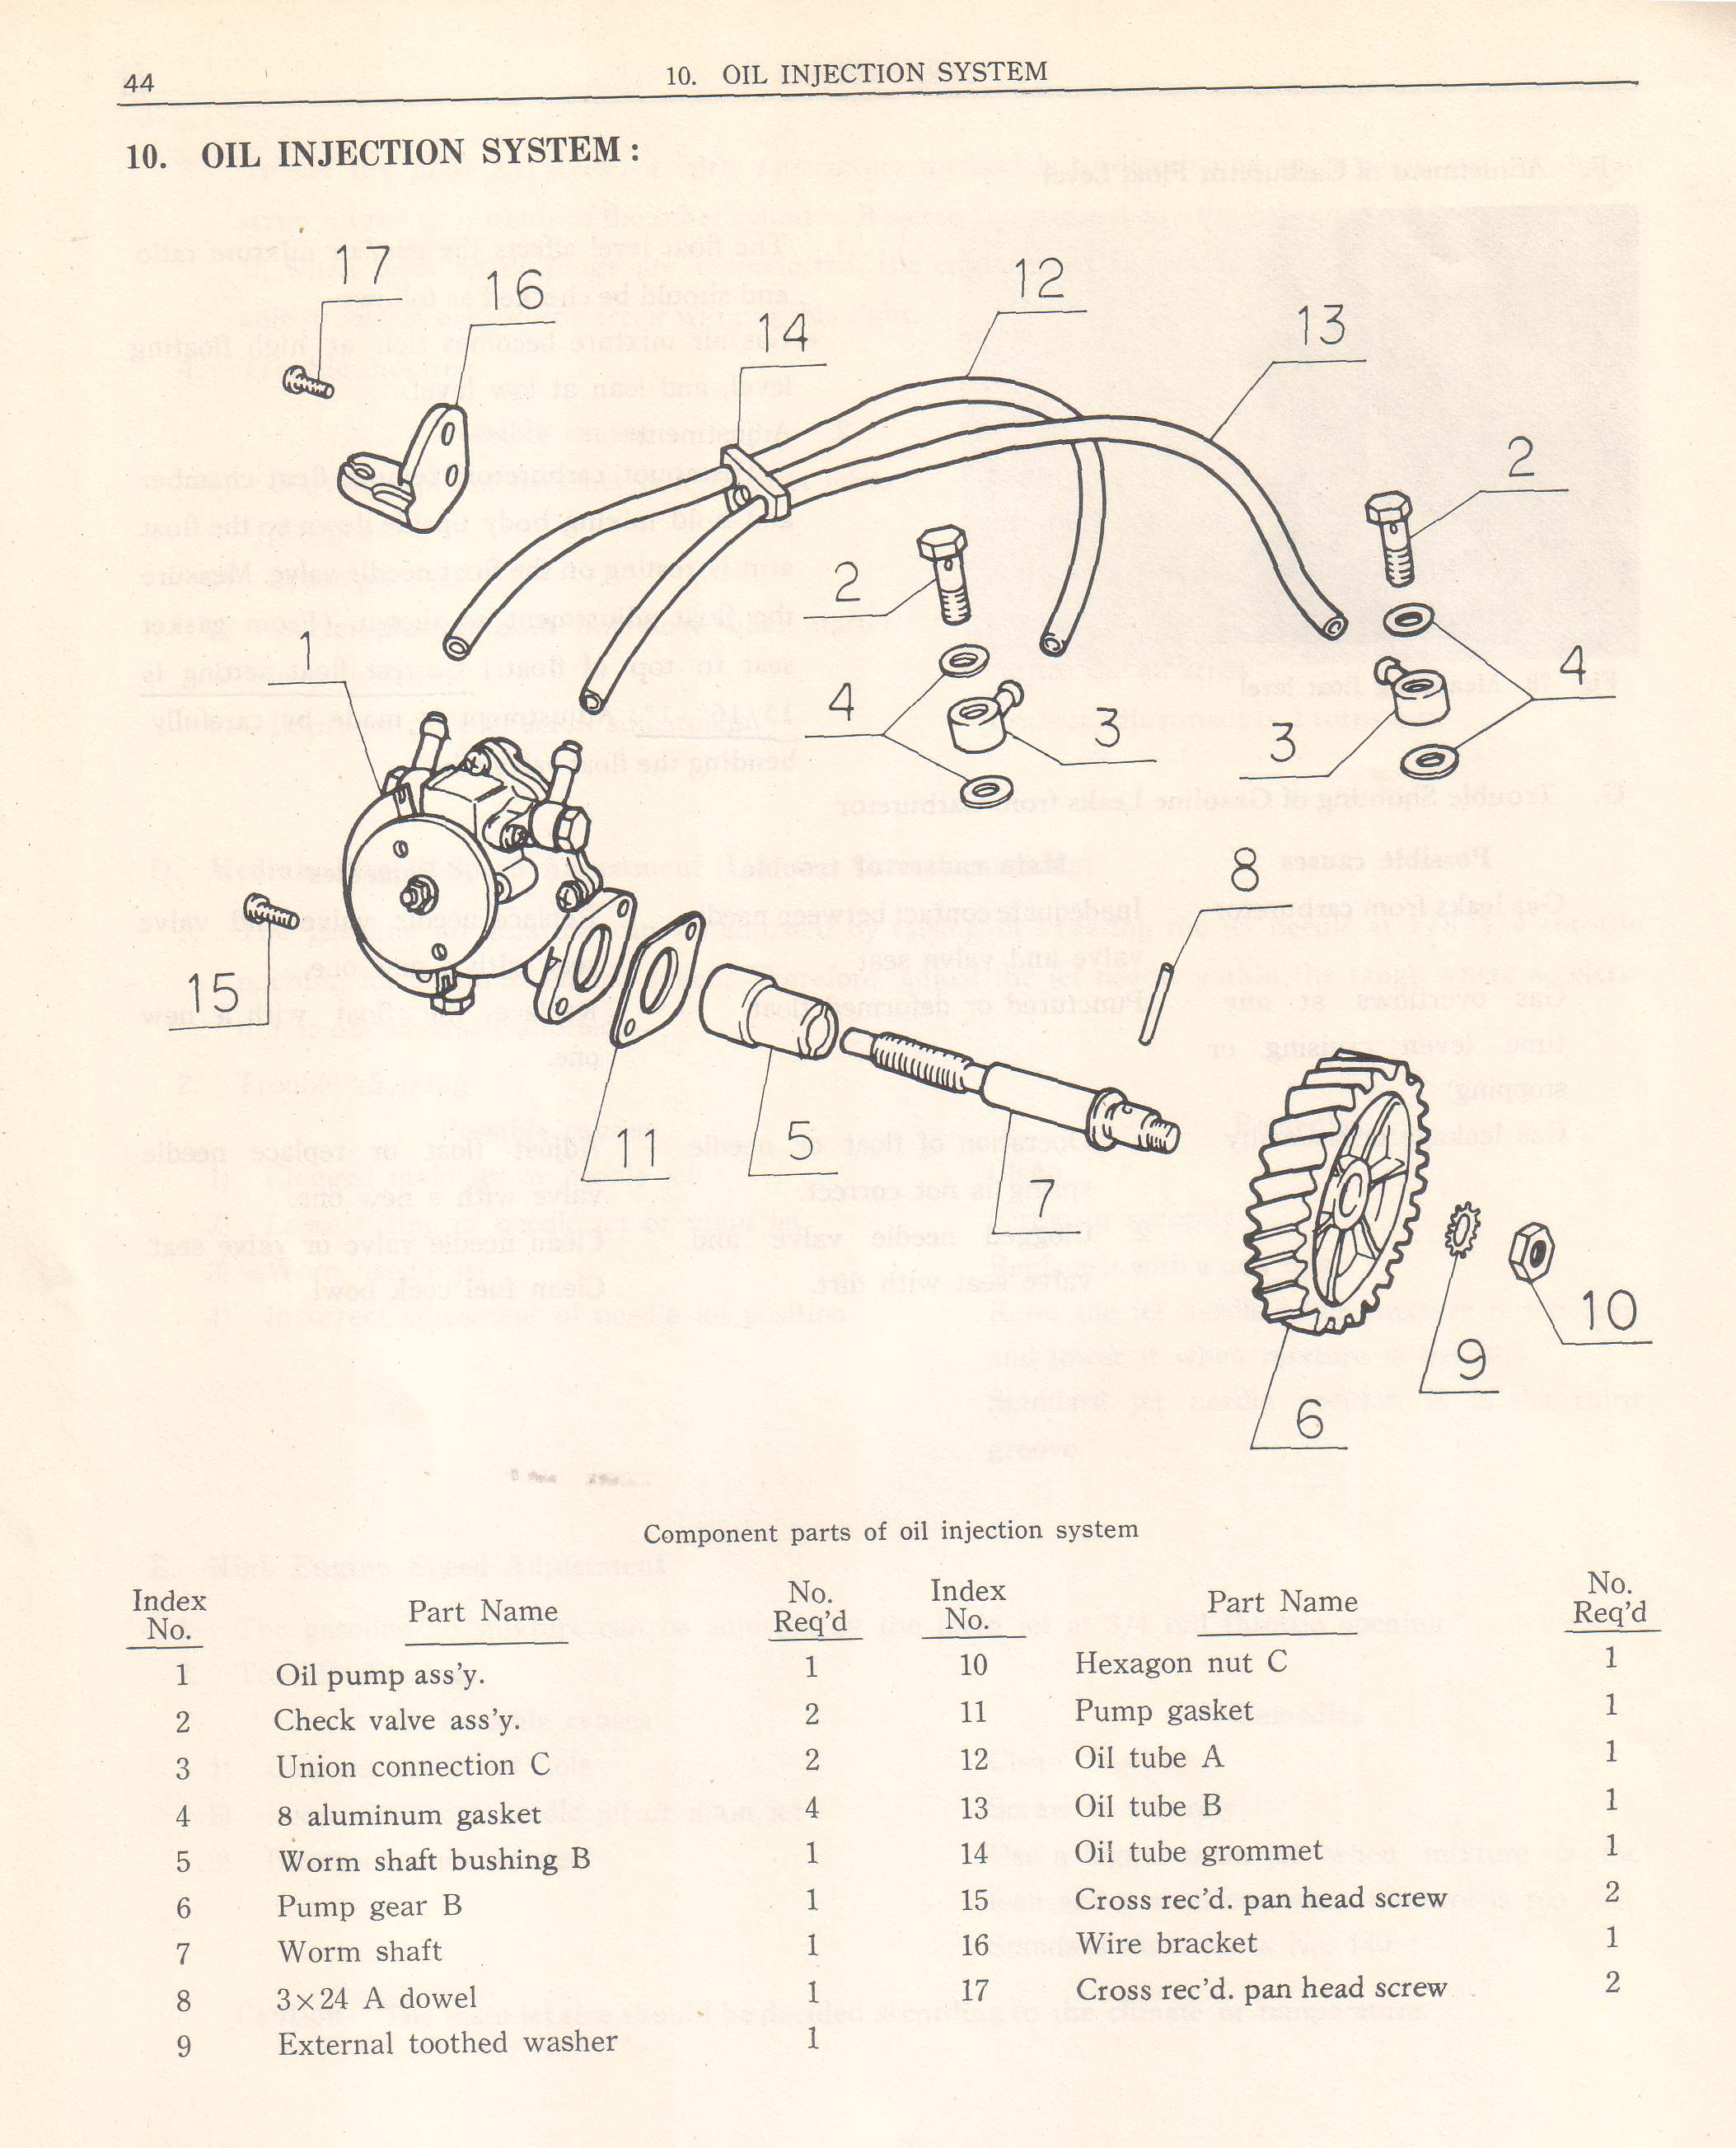 44
10. OIL INJECTION SYSTEM
10. OIL INJECTION SYSTEM :
17
16
12
14
13
2
2
1
4
4
3
3
8
15
11
5
7
10
9
6
Component parts of oil injection system
Index No. Part Name No. Req'd Index No. Part Name No. Req'd
1 Oil pump ass'y. 1 10 Hexagon nut C 1
2 Check valve ass'y. 2 11 Pump gasket 1
3 Union connection C 2 12 Oil tube A 1
4 8 aluminum gasket 4 13 Oil tube B 1
5 Worm shaft bushing B 1 14 Oil tube grommet 1
6 Pump gear B 1 15 Cross rec'd. pan head screw 2
7 Worm shaft 1 16 Wire bracket 1
8 3×24 A dowel 1 17 Cross rec'd. pan head screw 2
9 External toothed washer 1